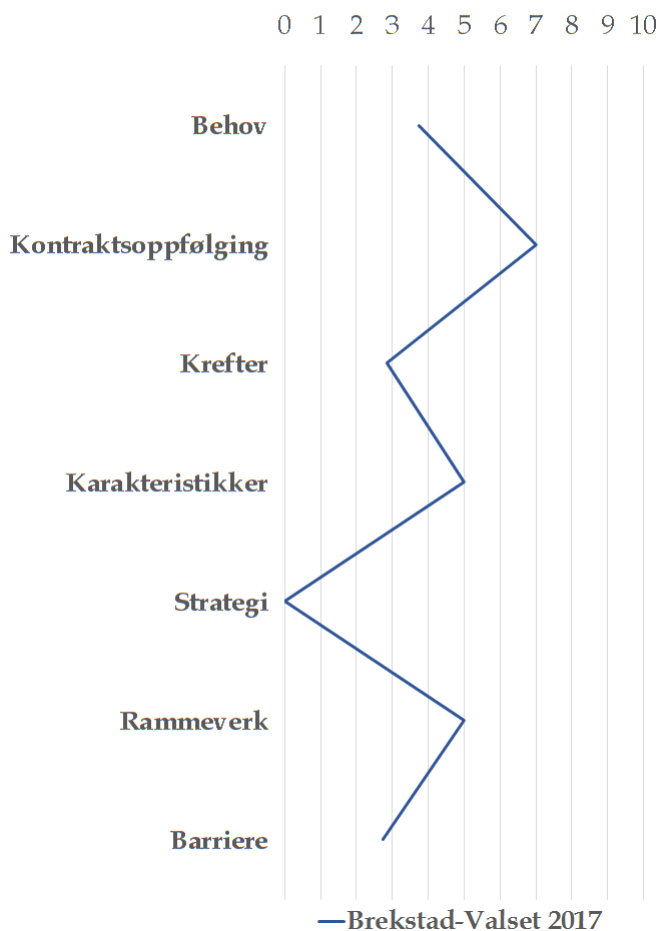 0 1 2 3 4 5 6 7 8 9 10
Behov
Kontraktsoppfølging
Krefter
Karakteristikker
Strategi
Rammeverk
Barriere
Brekstad-Valset 2017